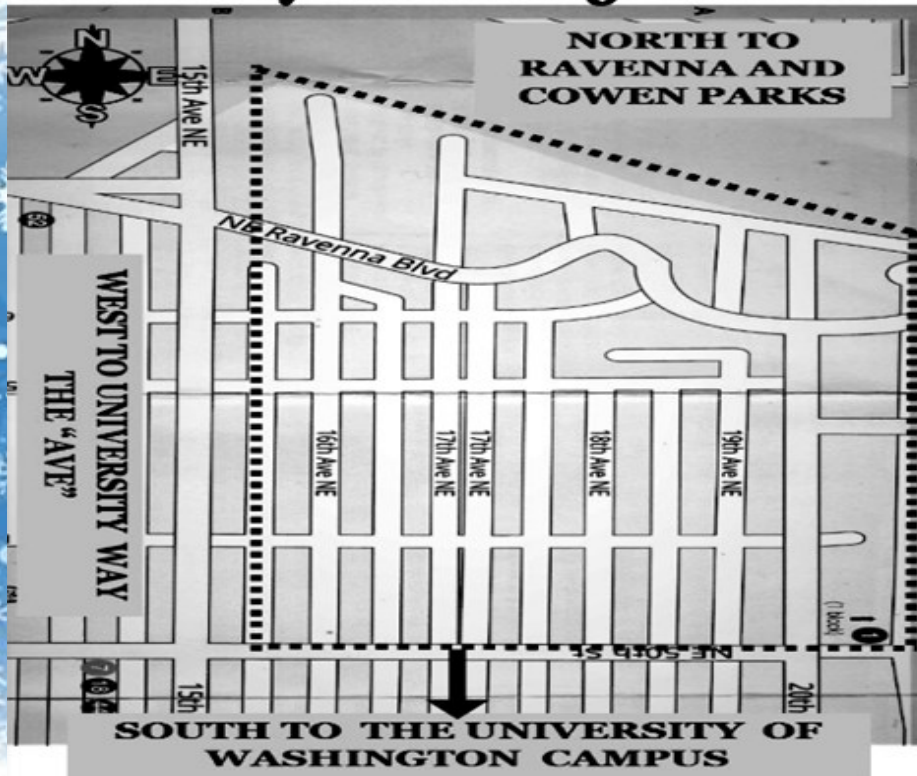 N
W E
S
15th Ave NE
NORTH TO
RAVENNA AND
COWEN PARKS
NE Ravenna Blvd
WEST TO UNIVERSITY WAY
THE "AVE"
16th Ave NE
17th Ave NE
17th Ave NE
18th Ave NE
19th Ave NE
(1 block)
NE 50th St
15th
20th
SOUTH TO THE UNIVERSITY OF
WASHINGTON CAMPUS